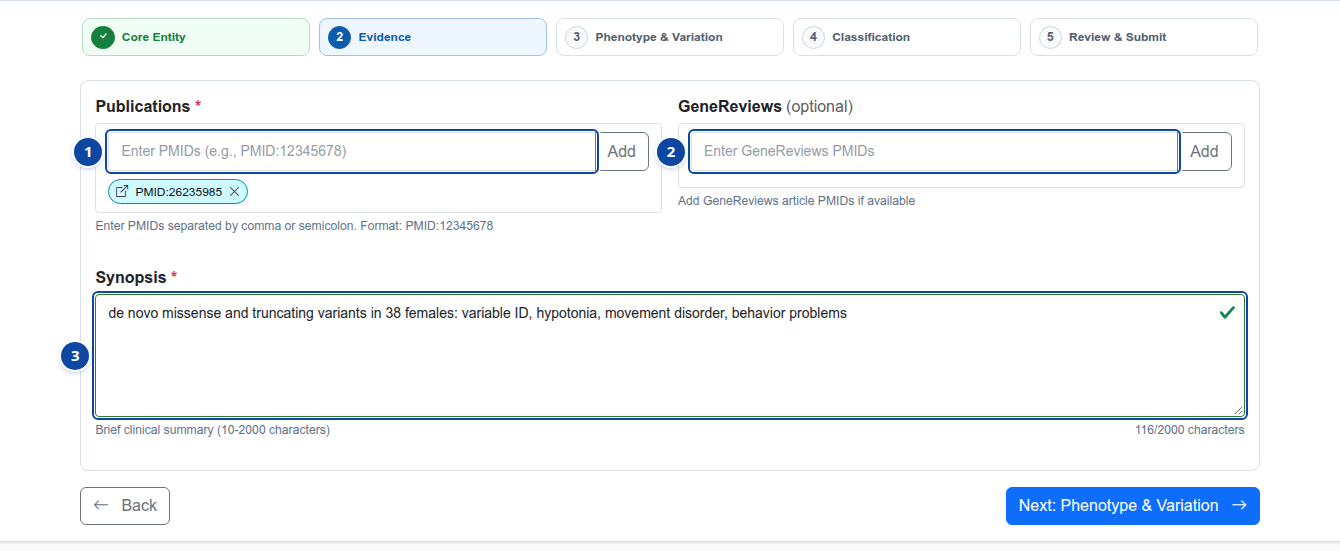 Core Entity
2 Evidence
3 Phenotype & Variation
4 Classification
5 Review & Submit
Publications *
GeneReviews (optional)
1 Enter PMIDs (e.g., PMID:12345678) Add
2 Enter GeneReviews PMIDs Add
PMID:26235985
Add GeneReviews article PMIDs if available
Enter PMIDs separated by comma or semicolon. Format: PMID:12345678
Synopsis *
de novo missense and truncating variants in 38 females: variable ID, hypotonia, movement disorder, behavior problems
3
Brief clinical summary (10-2000 characters)
116/2000 characters
Back
Next: Phenotype & Variation